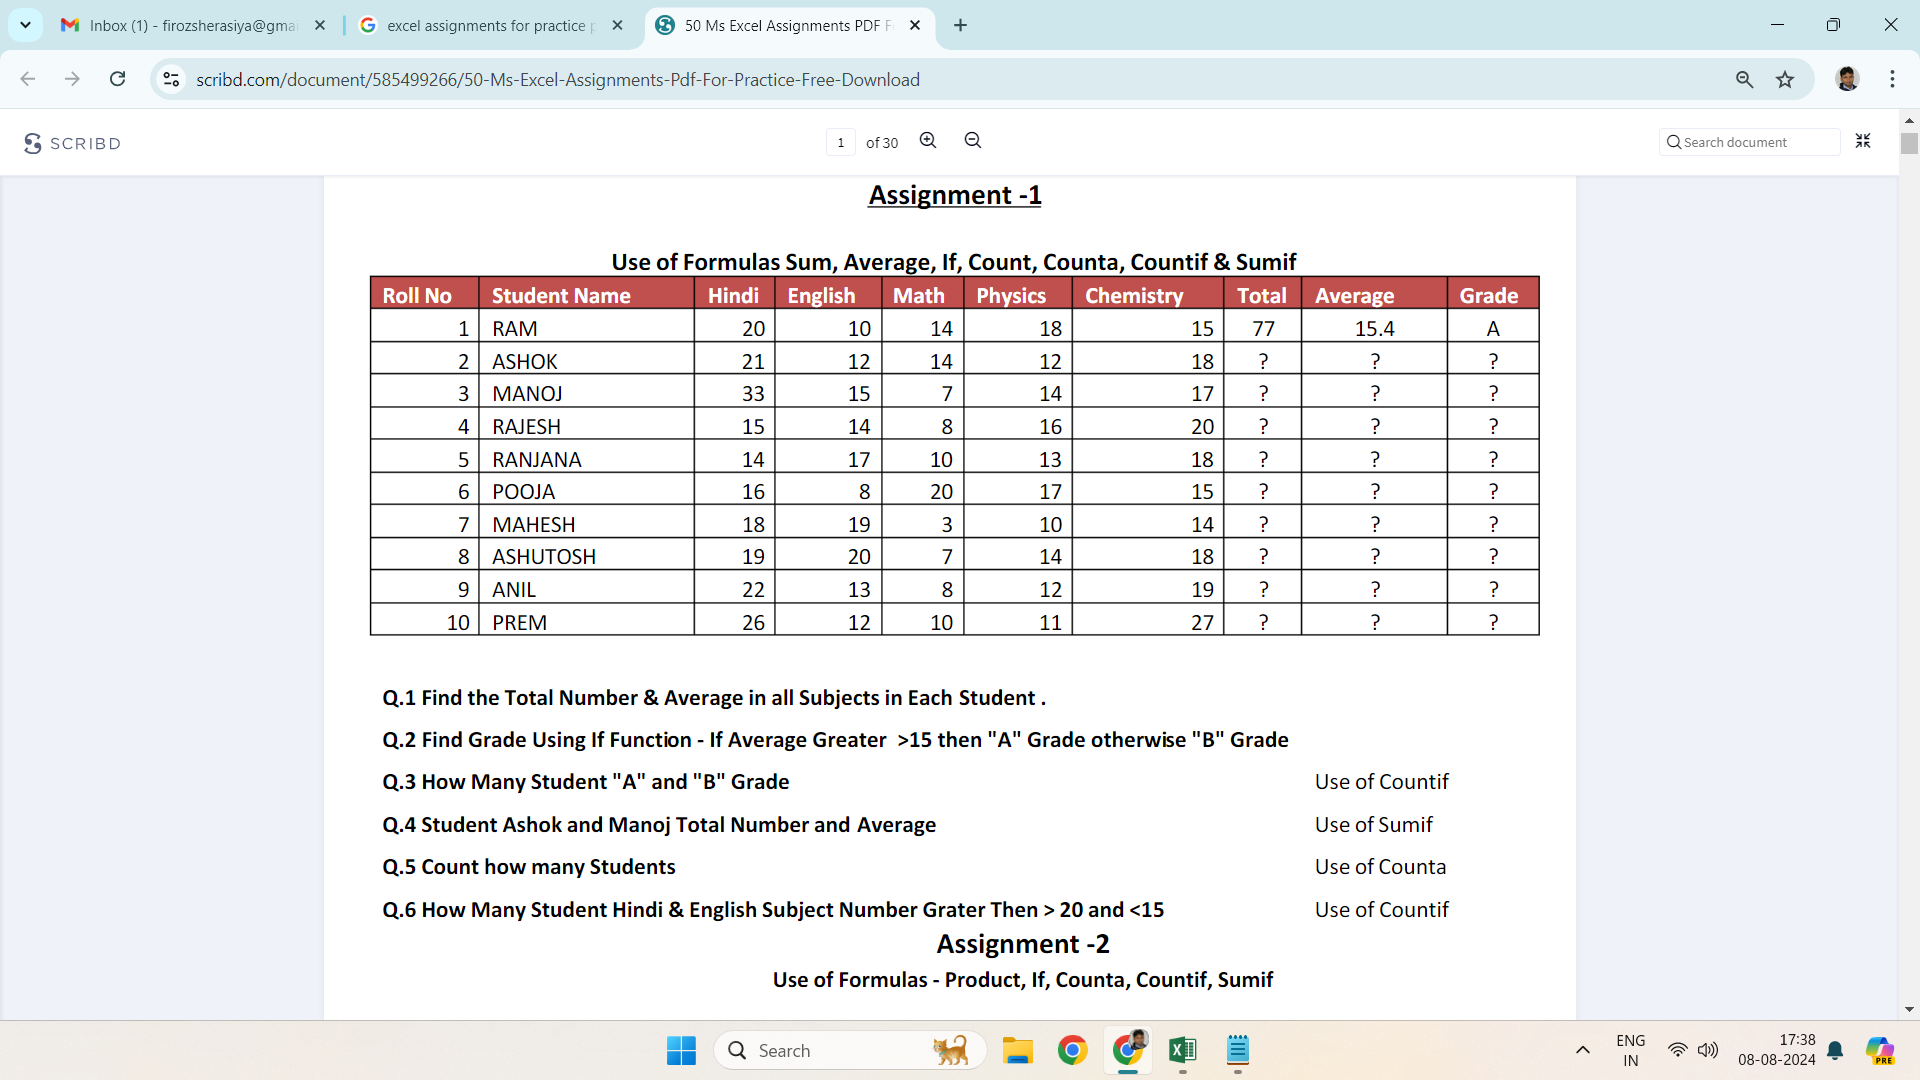 Inbox (1) - firozsherasiya@gma
excel assignments for practice p
50 Ms Excel Assignments PDF F
scribd.com/document/585499266/50-Ms-Excel-Assignments-Pdf-For-Practice-Free-Download
SCRIBD
1 of 30
Search document
Assignment -1
Use of Formulas Sum, Average, If, Count, Counta, Countif & Sumif
Roll No Student Name Hindi English Math Physics Chemistry Total Average Grade
1 RAM 20 10 14 18 15 77 15.4 A
2 ASHOK 21 12 14 12 18 ? ? ?
3 MANOJ 33 15 7 14 17 ? ? ?
4 RAJESH 15 14 8 16 20 ? ? ?
5 RANJANA 14 17 10 13 18 ? ? ?
6 POOJA 16 8 20 17 15 ? ? ?
7 MAHESH 18 19 3 10 14 ? ? ?
8 ASHUTOSH 19 20 7 14 18 ? ? ?
9 ANIL 22 13 8 12 19 ? ? ?
10 PREM 26 12 10 11 27 ? ? ?
Q.1 Find the Total Number & Average in all Subjects in Each Student .
Q.2 Find Grade Using If Function - If Average Greater >15 then "A" Grade otherwise "B" Grade
Q.3 How Many Student "A" and "B" Grade Use of Countif
Q.4 Student Ashok and Manoj Total Number and Average Use of Sumif
Q.5 Count how many Students Use of Counta
Q.6 How Many Student Hindi & English Subject Number Grater Then > 20 and <15 Use of Countif
Assignment -2
Use of Formulas - Product, If, Counta, Countif, Sumif
Search
ENG
IN
17:38
08-08-2024
PRE